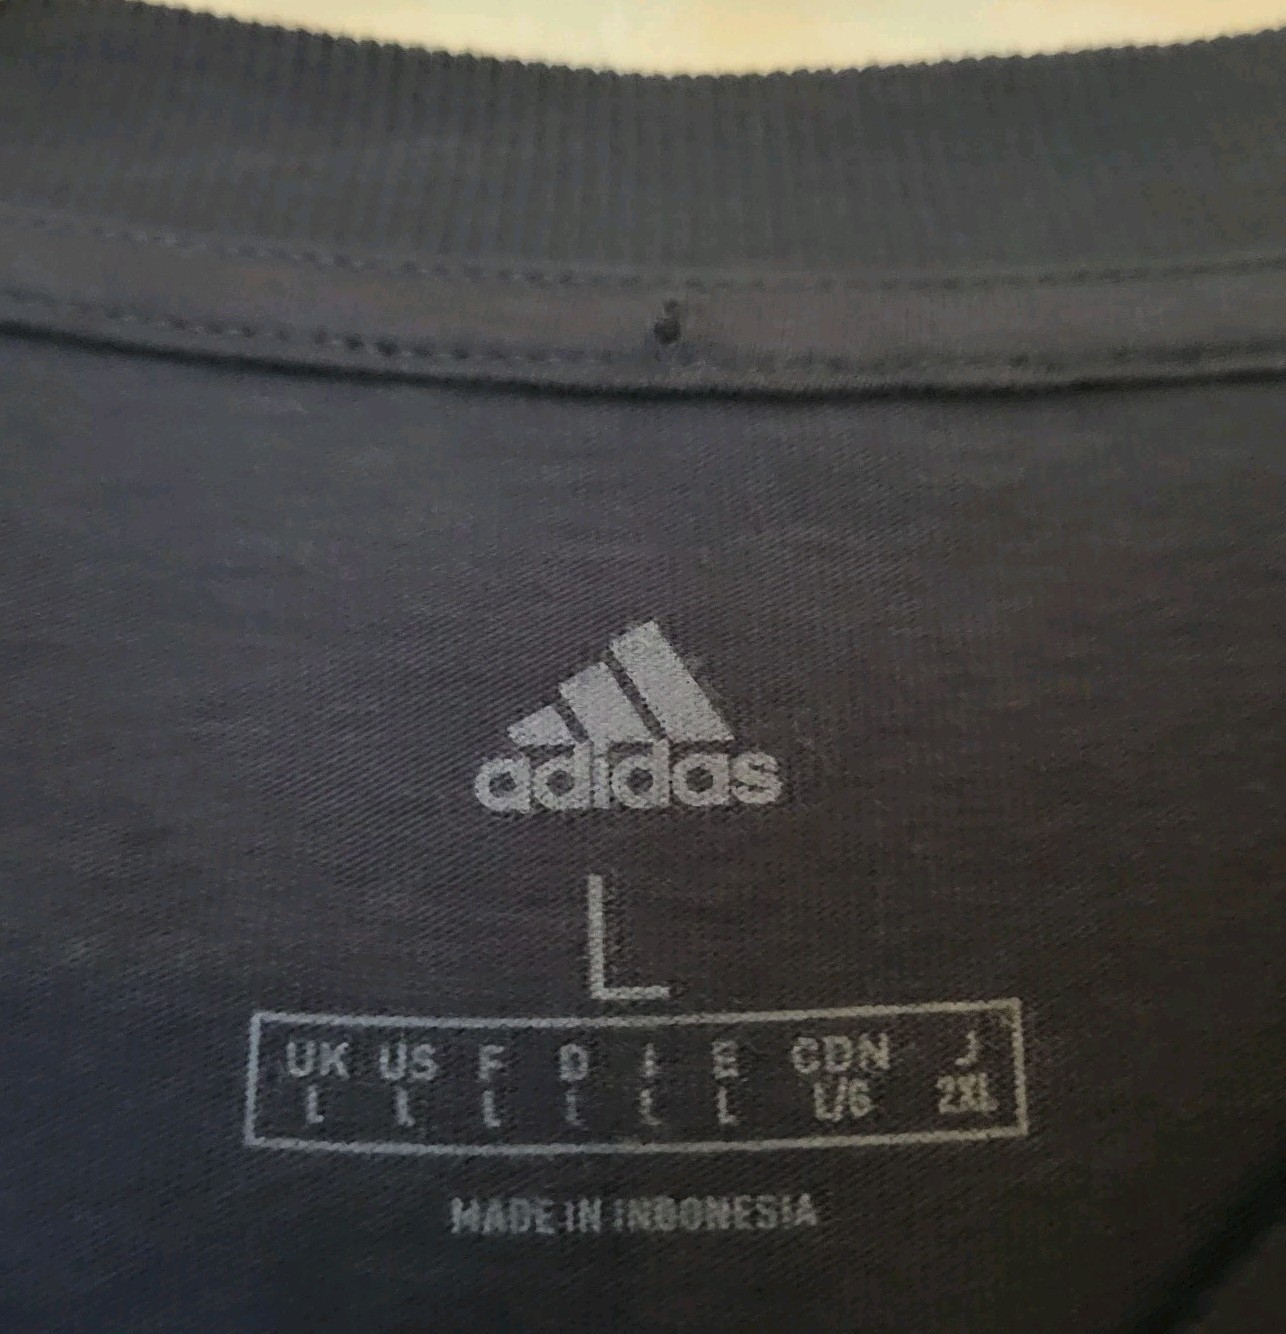 adidas
L
UK US F D I E CDN J
L L L L L L L/G 2XL
MADE IN INDONESIA